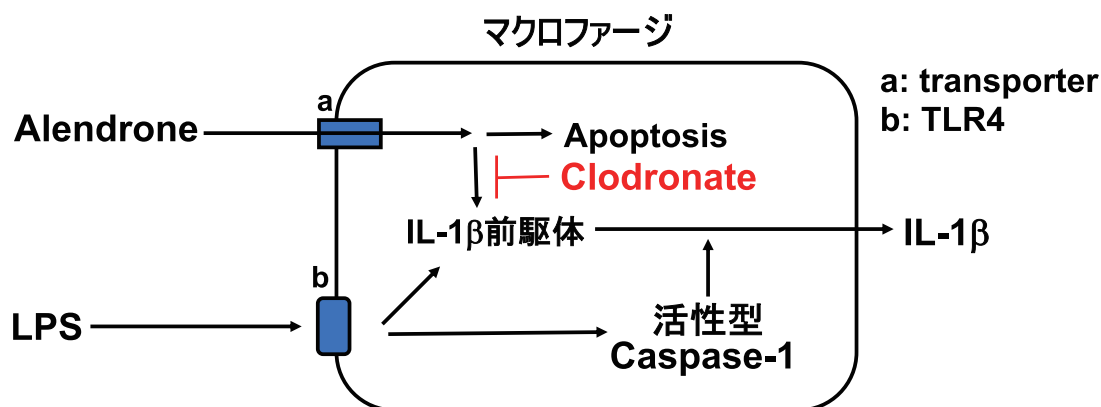 マクロファージ
a: transporter
b: TLR4
a
Alendrone
Apoptosis
Clodronate
IL-1β前駆体
IL-1β
b
LPS
活性型
Caspase-1